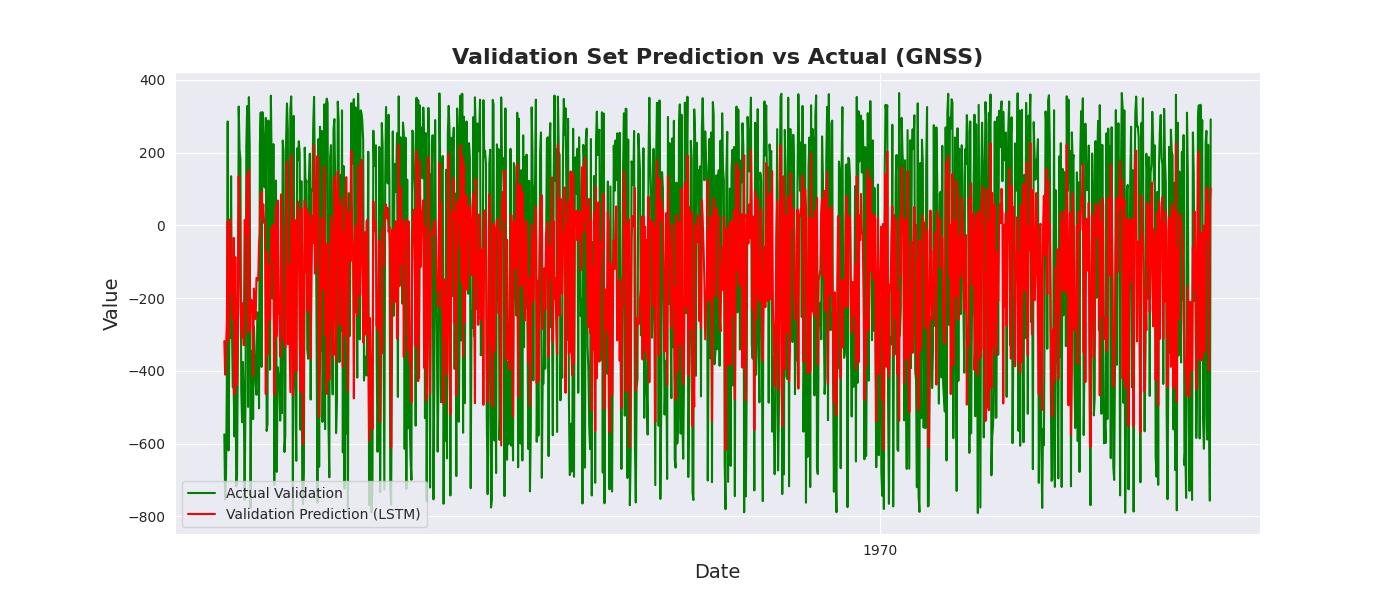 Validation Set Prediction vs Actual (GNSS)
400
200
0
−200
−400
−600
−800
Value
Actual Validation
Validation Prediction (LSTM)
1970
Date